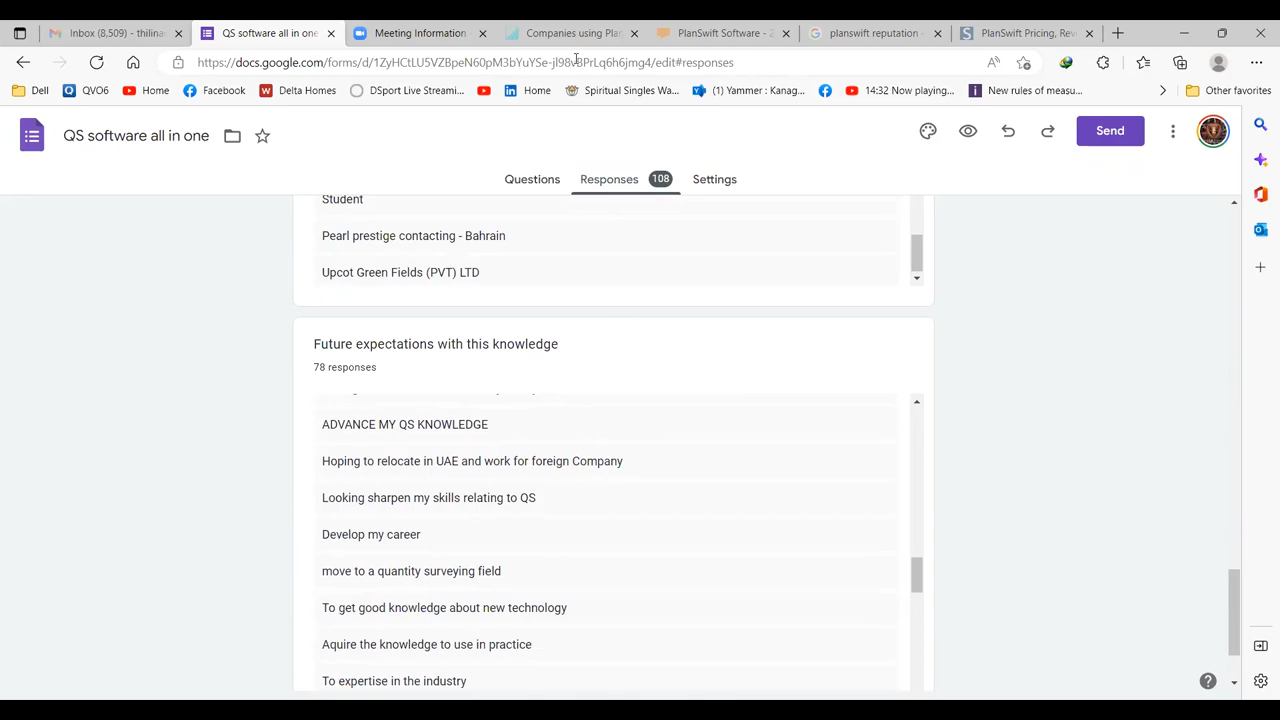 Inbox (8,509) - thilina
QS software all in one
Meeting Information
Companies using Plan
PlanSwift Software - 2
planswift reputation -
PlanSwift Pricing, Rev
https://docs.google.com/forms/d/1ZyHCtLU5VZBpeN60pM3bYuYSe-jl98vBPrLq6h6jmg4/edit#responses
Dell
QVO6
Home
Facebook
Delta Homes
DSport Live Streami...
Home
Spiritual Singles Wa...
(1) Yammer : Kanag...
14:32 Now playing...
New rules of measu...
Other favorites
QS software all in one
Send
Questions
Responses 108
Settings
Student
Pearl prestige contacting - Bahrain
Upcot Green Fields (PVT) LTD
Future expectations with this knowledge
78 responses
ADVANCE MY QS KNOWLEDGE
Hoping to relocate in UAE and work for foreign Company
Looking sharpen my skills relating to QS
Develop my career
move to a quantity surveying field
To get good knowledge about new technology
Aquire the knowledge to use in practice
To expertise in the industry